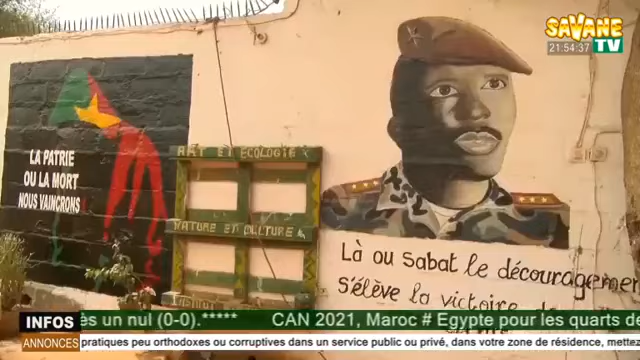 SAVANE
21:54:37 TV
LA PATRIE
OU LA MORT
NOUS VAINCRONS !
ART ET ECOLOGIE
NATURE ET CULTURE
Là ou s'abat le décourageme
s'élève la victoire
INFOS ès un nul (0-0).***** CAN 2021, Maroc # Egypte pour les quarts de
ANNONCES pratiques peu orthodoxes ou corruptives dans un service public ou privé, dans votre zone de résidence, mettez